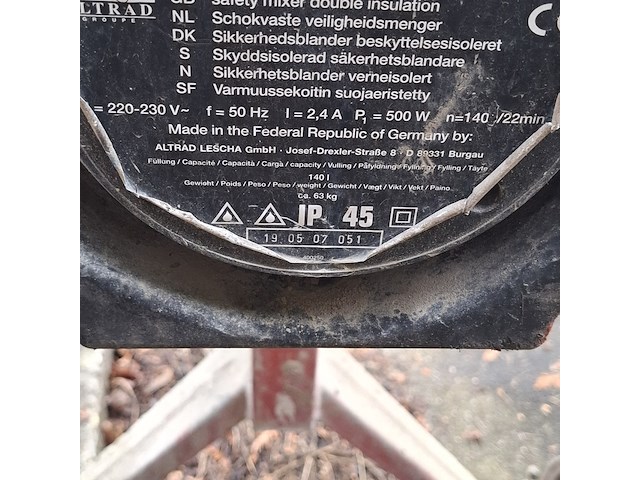 GB safety mixer double insulation
ALTRAD
GROUPE
NL Schokvaste veiligheidsmenger
DK Sikkerhedsblander beskyttelsesisoleret
S Skyddsisolerad säkerhetsblandare
N Sikkerhetsblander verneisolert
SF Varmuussekoitin suojaeristetty
= 220-230 V~ f = 50 Hz I = 2,4 A P₁ = 500 W n=140 /22min
Made in the Federal Republic of Germany by:
ALTRAD LESCHA GmbH · Josef-Drexler-Straße 8 · D 89331 Burgau
Füllung / Capacité / Capacità / Carga / capacity / Vulling / Påfyldning / Fyllning / Fylling / Täyte
140 l
Gewicht / Poids / Peso / Peso / weight / Gewicht / Vægt / Vikt / Vekt / Paino
ca. 63 kg
IP 45
19 05 07 051